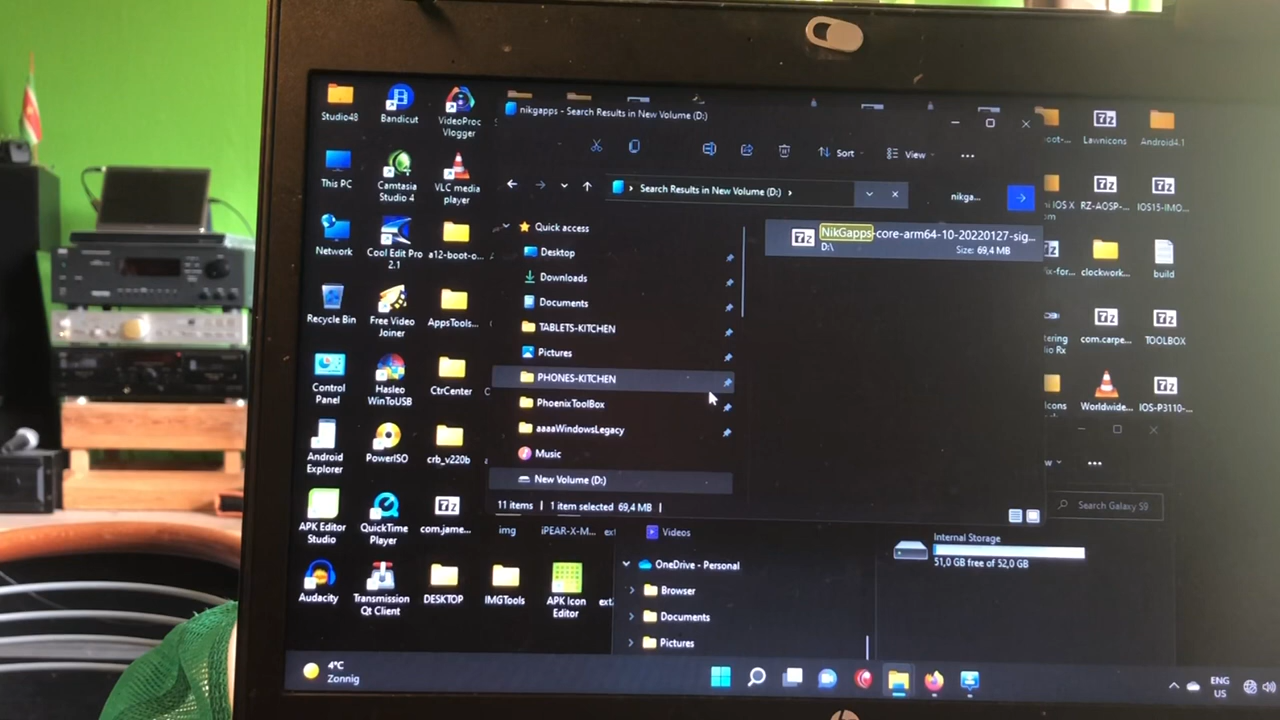 Studio48
Bandicut
VideoProc
Vlogger
This PC
Camtasia
Studio 4
VLC media
player
Network
Cool Edit Pro
2.1
a12-boot-o...
Recycle Bin
Free Video
Joiner
AppsTools...
Control
Panel
Hasleo
WinToUSB
CtrCenter
Android
Explorer
PowerISO
crb_v220b
APK Editor
Studio
QuickTime
Player
com.jame...
img
iPEAR-X-M...
Audacity
Transmission
Qt Client
DESKTOP
IMGTools
APK Icon
Editor
ext.
nikgapps - Search Results in New Volume (D:)
Sort
View
Search Results in New Volume (D:)
nikga...
Quick access
Desktop
Downloads
Documents
TABLETS-KITCHEN
Pictures
PHONES-KITCHEN
PhoenixToolBox
aaaaWindowsLegacy
Music
New Volume (D:)
NikGapps-core-arm64-10-20220127-sig...
D:\
Size: 69,4 MB
11 items
1 item selected 69,4 MB
Lawnicons
Android4.1
RZ-AOSP-...
IOS15-IMO...
clockwork...
build
com.carpe...
TOOLBOX
Worldwide...
IOS-P3110-...
Search Galaxy S9
Videos
OneDrive - Personal
Browser
Documents
Pictures
Internal Storage
51,0 GB free of 52,0 GB
4°C
Zonnig
ENG
US